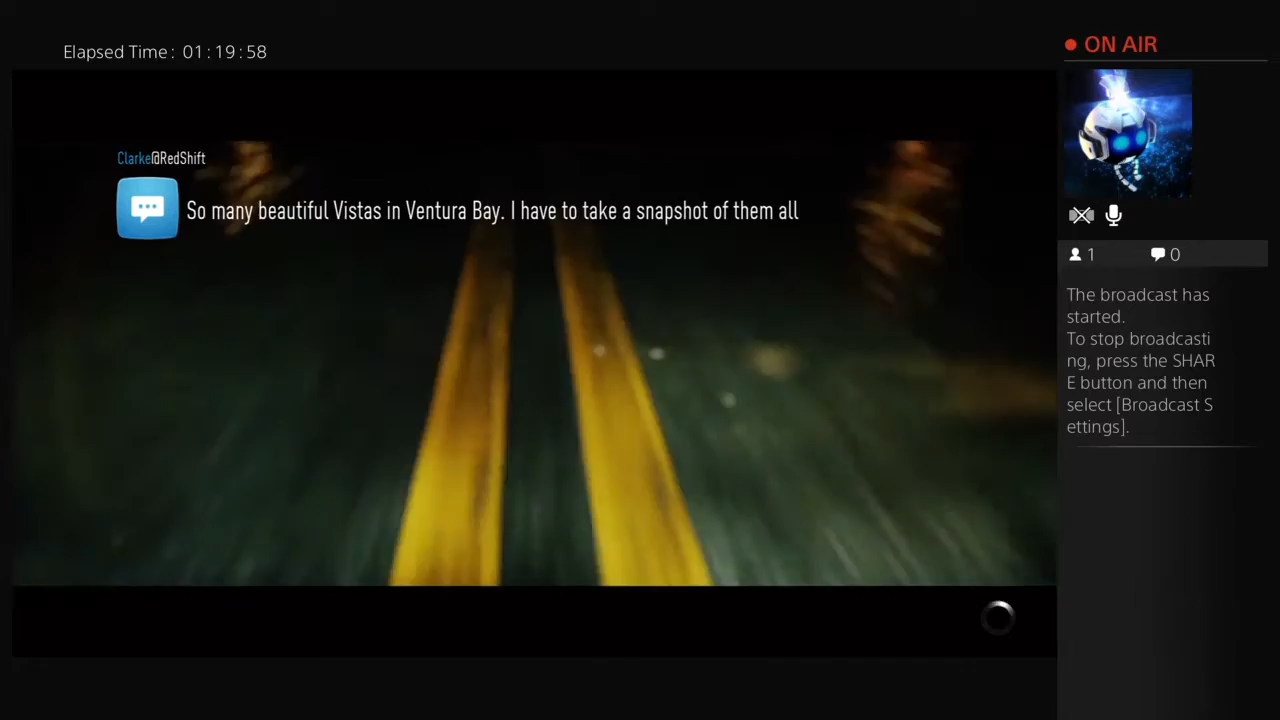 Elapsed Time: 01:19:58
ON AIR
Clarke@RedShift
So many beautiful Vistas in Ventura Bay. I have to take a snapshot of them all
1 0
The broadcast has
started.
To stop broadcasti
ng, press the SHAR
E button and then
select [Broadcast S
ettings].